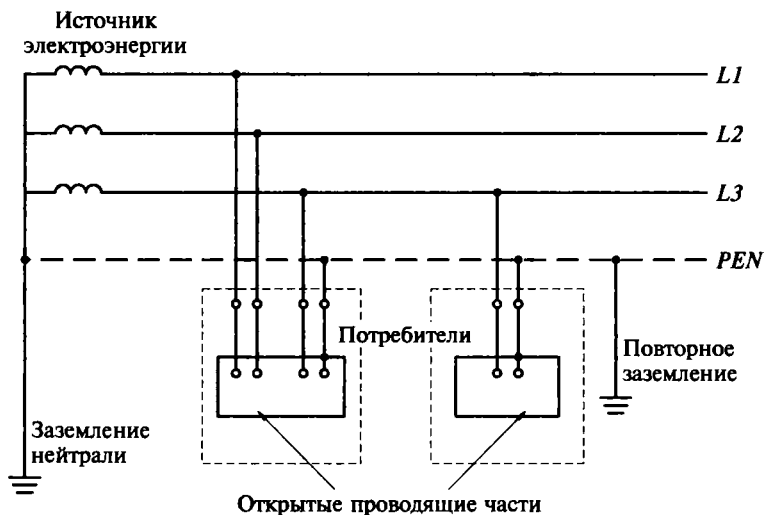 Источник
электроэнергии
L1
L2
L3
PEN
Потребители
Повторное
заземление
Заземление
нейтрали
Открытые проводящие части